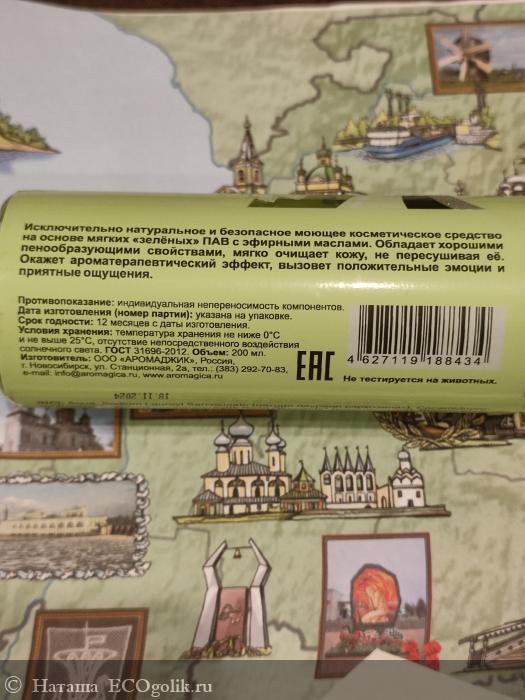 Исключительно натуральное и безопасное моющее косметическое средство
на основе мягких «зелёных» ПАВ с эфирными маслами. Обладает хорошими
пенообразующими свойствами, мягко очищает кожу, не пересушивая её.
Окажет ароматерапевтический эффект, вызовет положительные эмоции и
приятные ощущения.
Противопоказание: индивидуальная непереносимость компонентов.
Дата изготовления (номер партии): указана на упаковке.
Срок годности: 12 месяцев с даты изготовления.
Условия хранения: температура хранения не ниже 0°С
и не выше 25°С, отсутствие непосредственного воздействия
солнечного света. ГОСТ 31696-2012. Объем: 200 мл.
Изготовитель: ООО «АРОМАДЖИК», Россия,
г. Новосибирск, ул. Станционная, 2а, тел.: (383) 292-70-83,
e-mail: info@aromagica.ru, www.aromagica.ru
EAC
4 627119 188434
Не тестируется на животных.
18.11.2024
© Наташа ECOgolik.ru